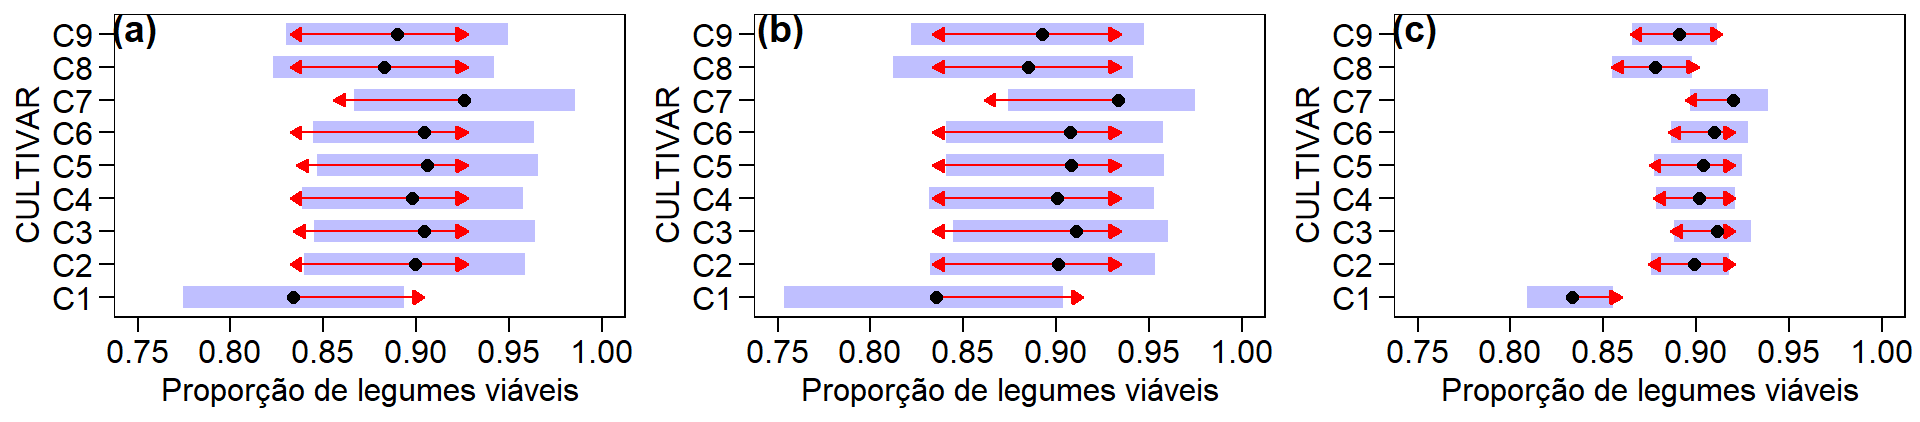 (a)
CULTIVAR
C9
C8
C7
C6
C5
C4
C3
C2
C1
0.75 0.80 0.85 0.90 0.95 1.00
Proporção de legumes viáveis
(b)
CULTIVAR
C9
C8
C7
C6
C5
C4
C3
C2
C1
0.75 0.80 0.85 0.90 0.95 1.00
Proporção de legumes viáveis
(c)
CULTIVAR
C9
C8
C7
C6
C5
C4
C3
C2
C1
0.75 0.80 0.85 0.90 0.95 1.00
Proporção de legumes viáveis